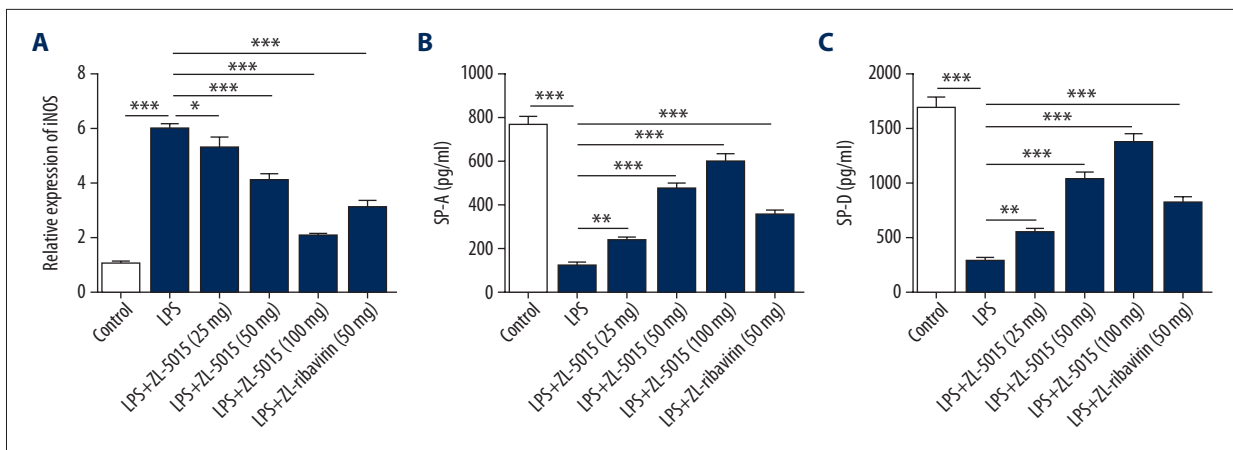 A
Relative expression of iNOS
8
6
4
2
0
***
***
***
***
*
Control
LPS
LPS+ZL-5015 (25 mg)
LPS+ZL-5015 (50 mg)
LPS+ZL-5015 (100 mg)
LPS+ZL-ribavirin (50 mg)
B
SP-A (pg/ml)
1000
800
600
400
200
0
***
***
***
***
**
Control
LPS
LPS+ZL-5015 (25 mg)
LPS+ZL-5015 (50 mg)
LPS+ZL-5015 (100 mg)
LPS+ZL-ribavirin (50 mg)
C
SP-D (pg/ml)
2000
1500
1000
500
0
***
***
***
***
**
Control
LPS
LPS+ZL-5015 (25 mg)
LPS+ZL-5015 (50 mg)
LPS+ZL-5015 (100 mg)
LPS+ZL-ribavirin (50 mg)